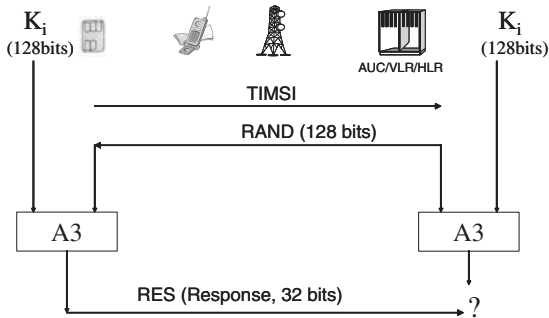 Ki
(128bits)
Ki
(128bits)
AUC/VLR/HLR
TIMSI
RAND (128 bits)
A3
A3
RES (Response, 32 bits)
?